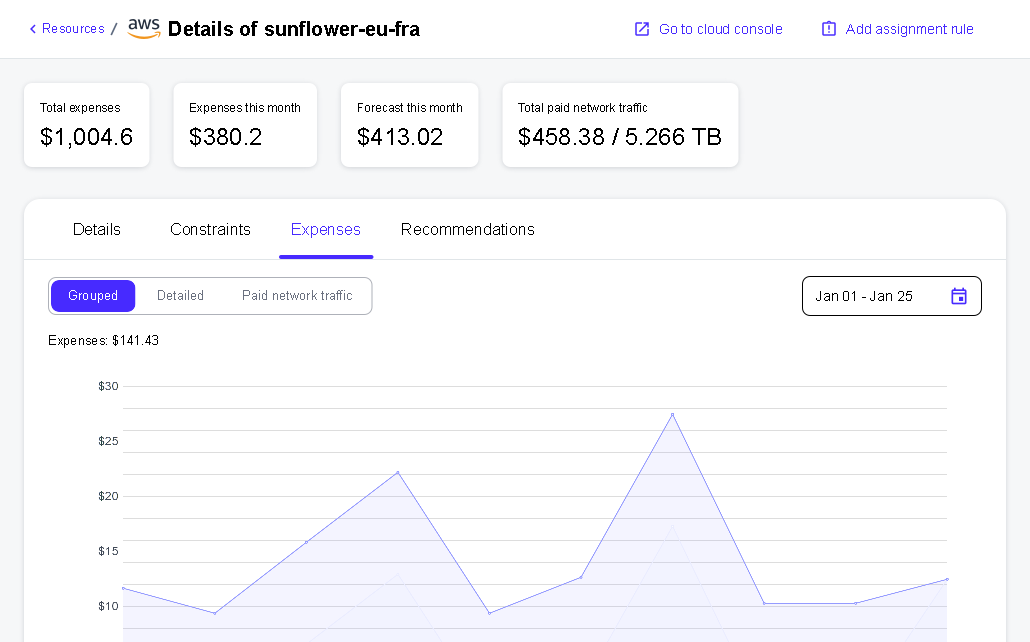 Resources / aws Details of sunflower-eu-fra
Go to cloud console
Add assignment rule
Total expenses
$1,004.6
Expenses this month
$380.2
Forecast this month
$413.02
Total paid network traffic
$458.38 / 5.266 TB
Details
Constraints
Expenses
Recommendations
Grouped
Detailed
Paid network traffic
Jan 01 - Jan 25
Expenses: $141.43
$30
$25
$20
$15
$10